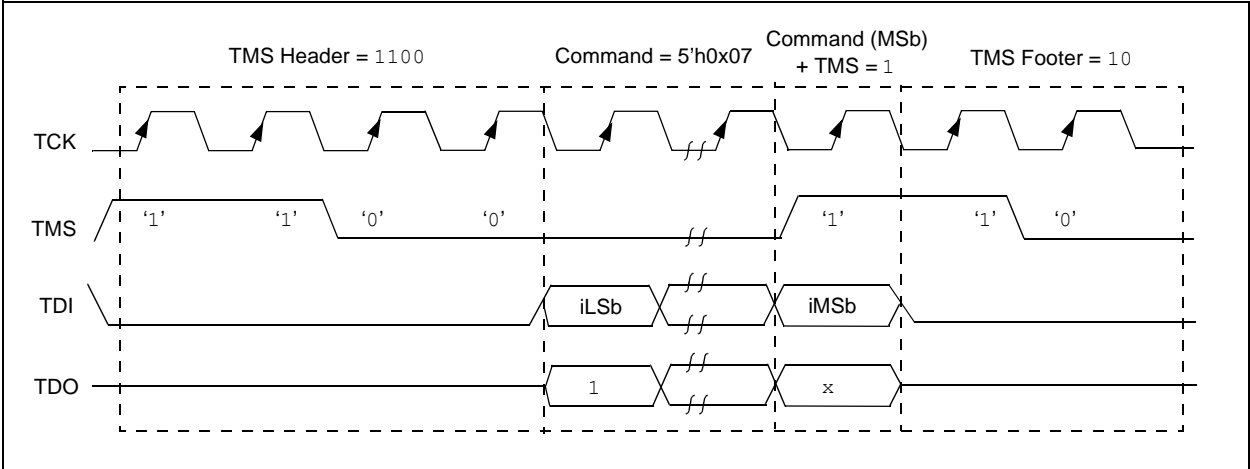 TMS Header = 1100
Command = 5'h0x07
Command (MSb)
+ TMS = 1
TMS Footer = 10
TCK
TMS
‘1’ ‘1’ ‘0’ ‘0’ ‘1’ ‘1’ ‘0’
TDI
iLSb iMSb
TDO
1 x